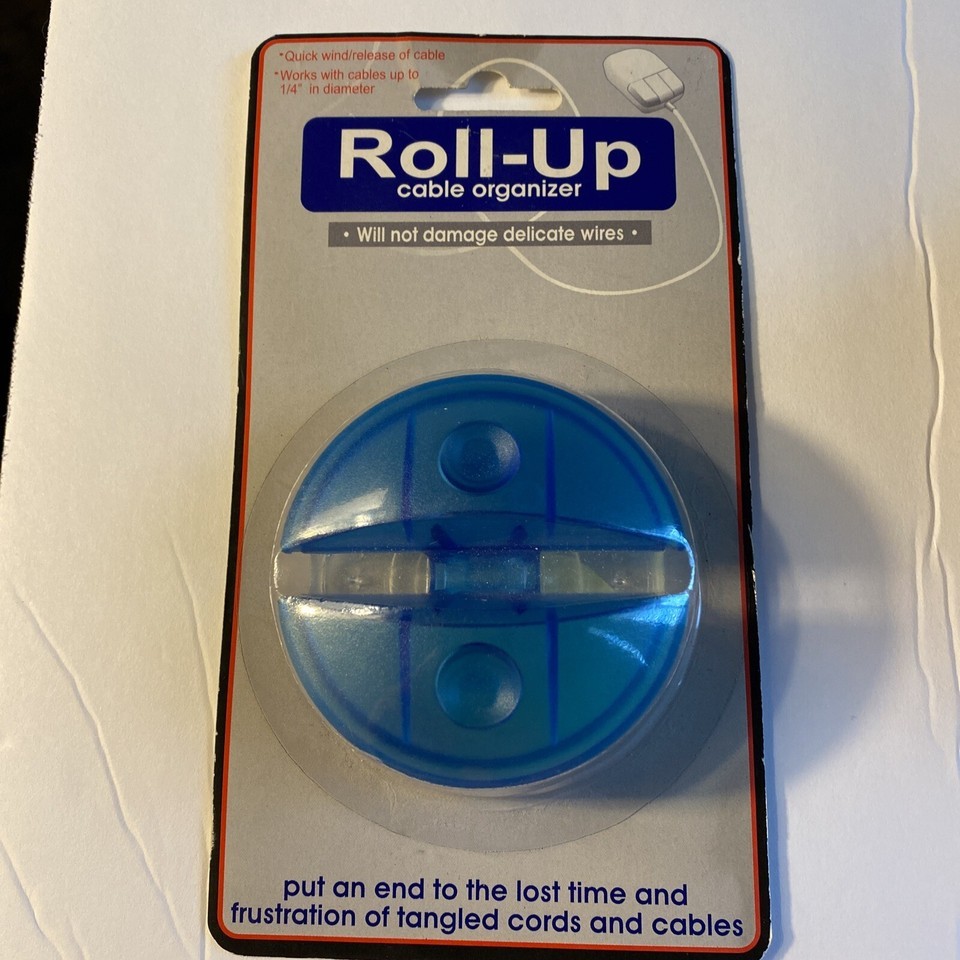 •Quick wind/release of cable
•Works with cables up to
1/4" in diameter
Roll-Up
cable organizer
• Will not damage delicate wires •
put an end to the lost time and
frustration of tangled cords and cables